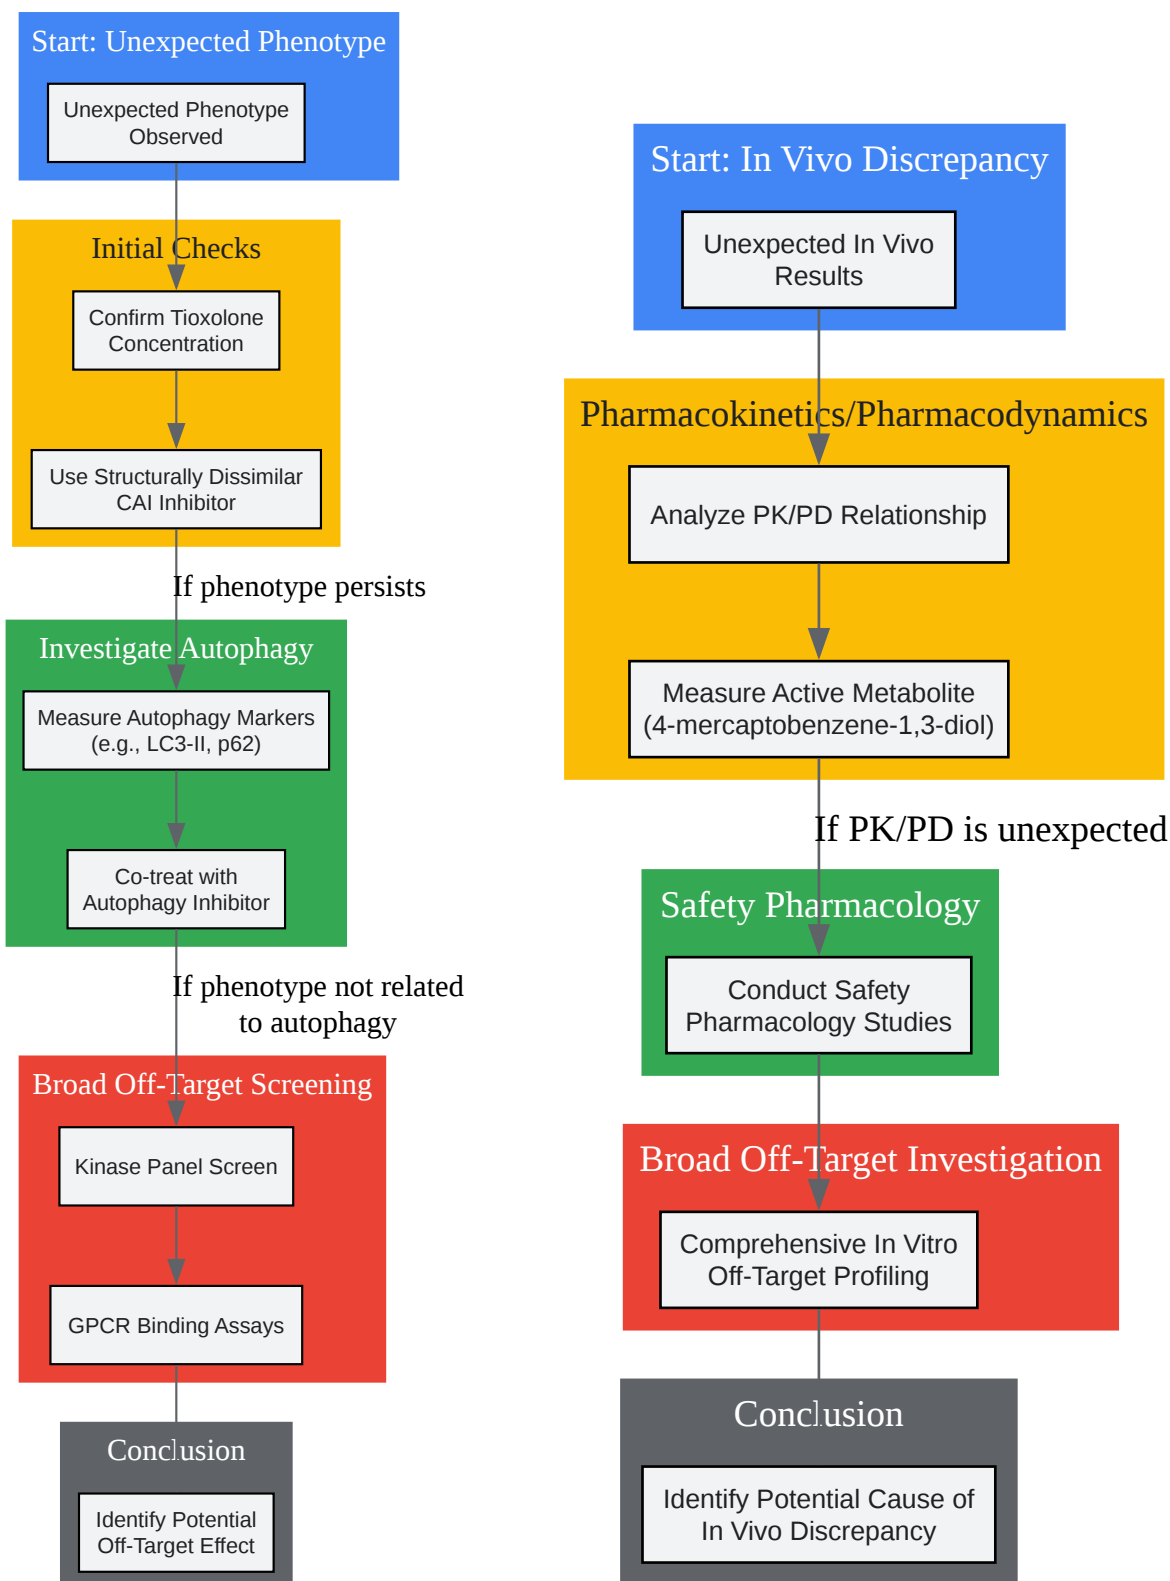 Start: Unexpected Phenotype
Unexpected Phenotype
Observed
Initial Checks
Confirm Tioxolone
Concentration
Use Structurally Dissimilar
CAI Inhibitor
If phenotype persists
Investigate Autophagy
Measure Autophagy Markers
(e.g., LC3-II, p62)
Co-treat with
Autophagy Inhibitor
If phenotype not related
to autophagy
Broad Off-Target Screening
Kinase Panel Screen
GPCR Binding Assays
Conclusion
Identify Potential
Off-Target Effect
Start: In Vivo Discrepancy
Unexpected In Vivo
Results
Pharmacokinetics/Pharmacodynamics
Analyze PK/PD Relationship
Measure Active Metabolite
(4-mercaptobenzene-1,3-diol)
If PK/PD is unexpected
Safety Pharmacology
Conduct Safety
Pharmacology Studies
Broad Off-Target Investigation
Comprehensive In Vitro
Off-Target Profiling
Conclusion
Identify Potential Cause of
In Vivo Discrepancy